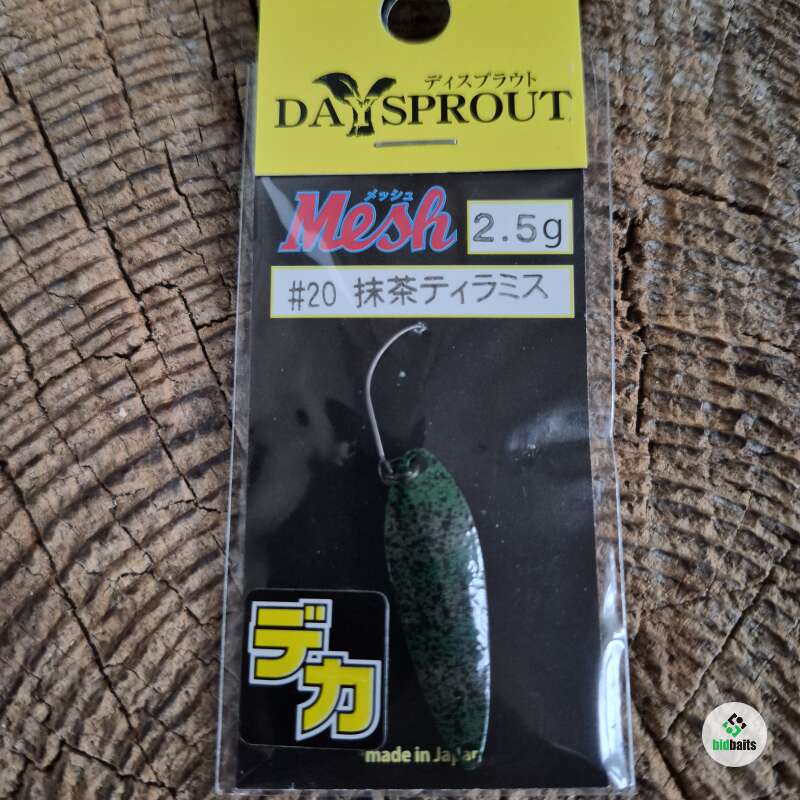 ディスプラウト
DAYSPROUT
メッシュ
Mesh 2.5g
#20 抹茶ティラミス
デカ
made in Japan
bidbaits